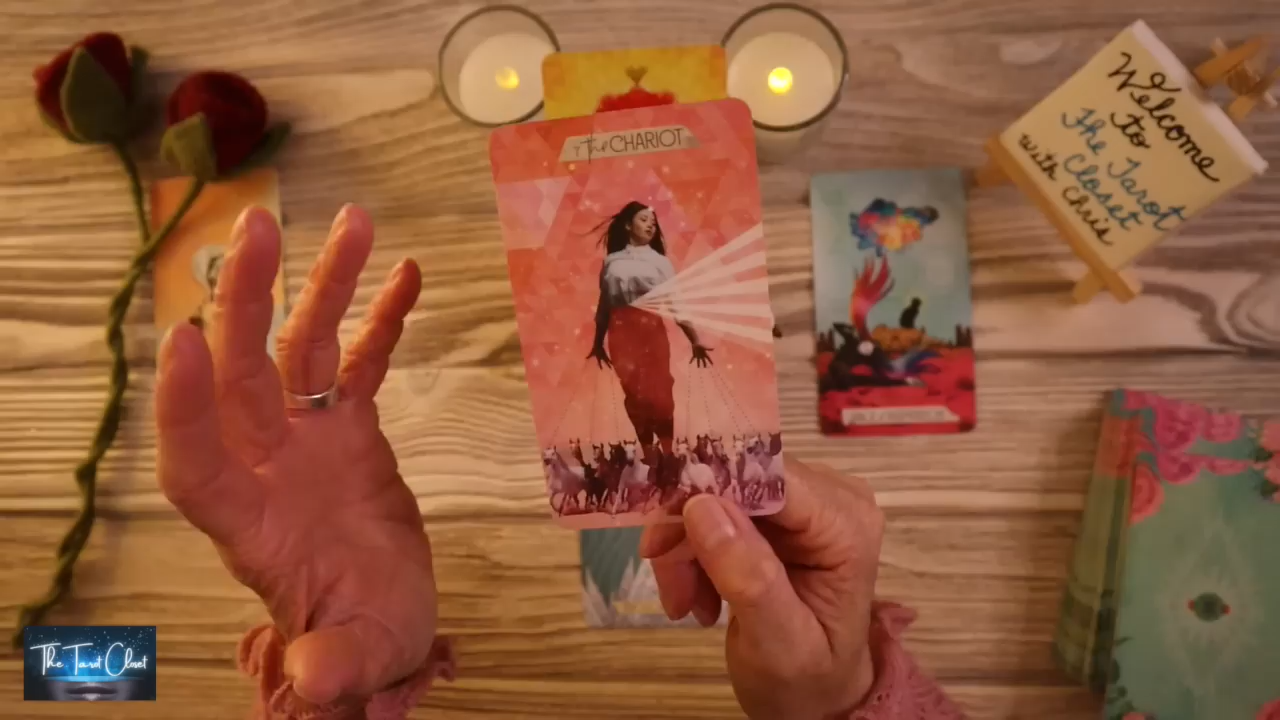 the CHARIOT
Welcome
to
The Tarot
Closet
with Chris
The Tarot Closet